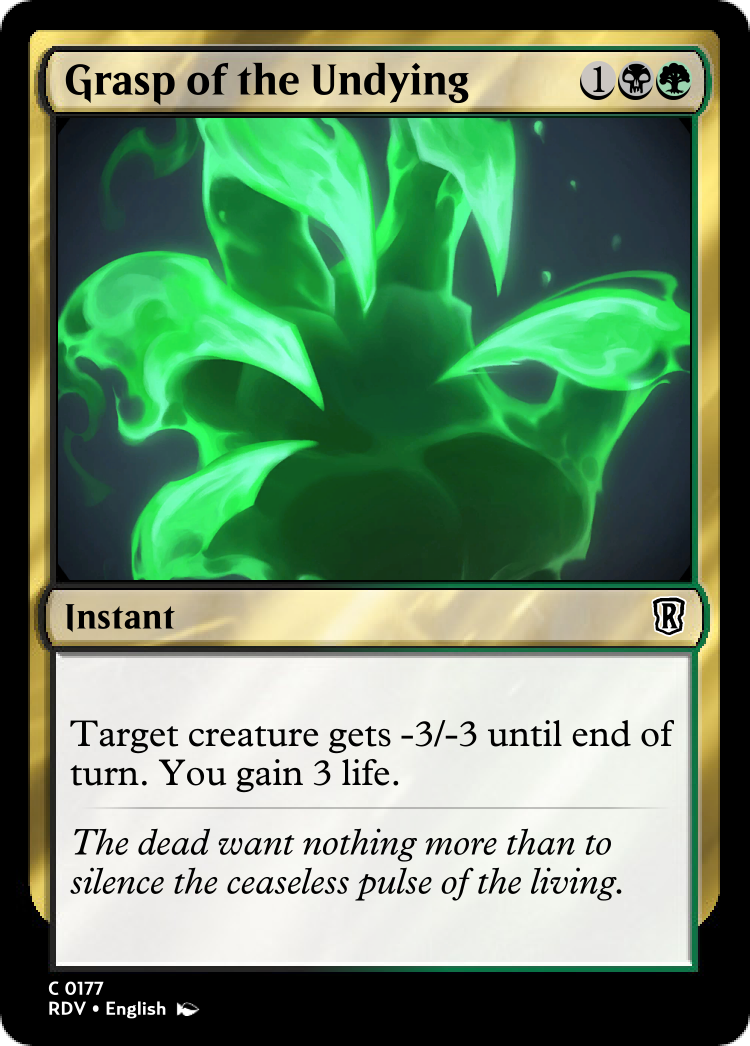 Grasp of the Undying 1
Instant R
Target creature gets -3/-3 until end of
turn. You gain 3 life.
The dead want nothing more than to
silence the ceaseless pulse of the living.
C 0177
RDV • English